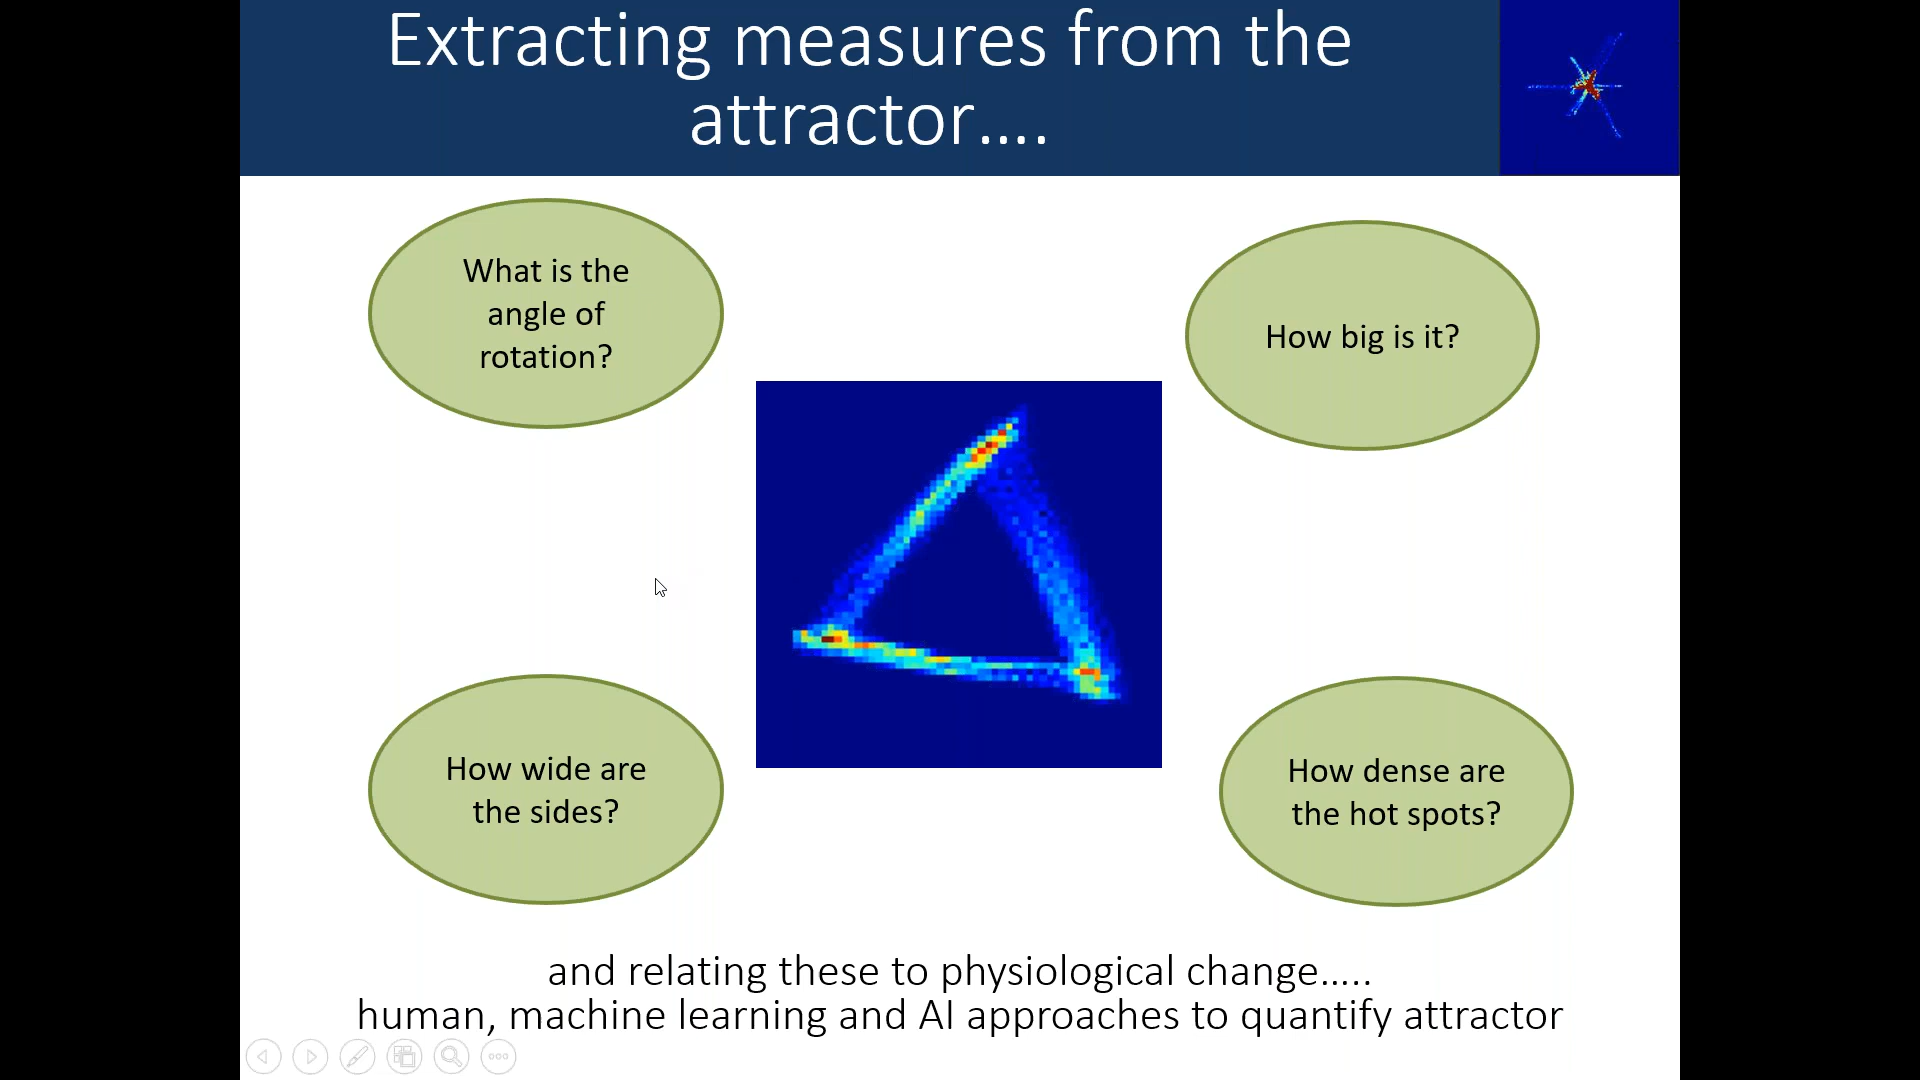 Extracting measures from the
attractor....
What is the
angle of
rotation?
How big is it?
How wide are
the sides?
How dense are
the hot spots?
and relating these to physiological change.....
human, machine learning and AI approaches to quantify attractor